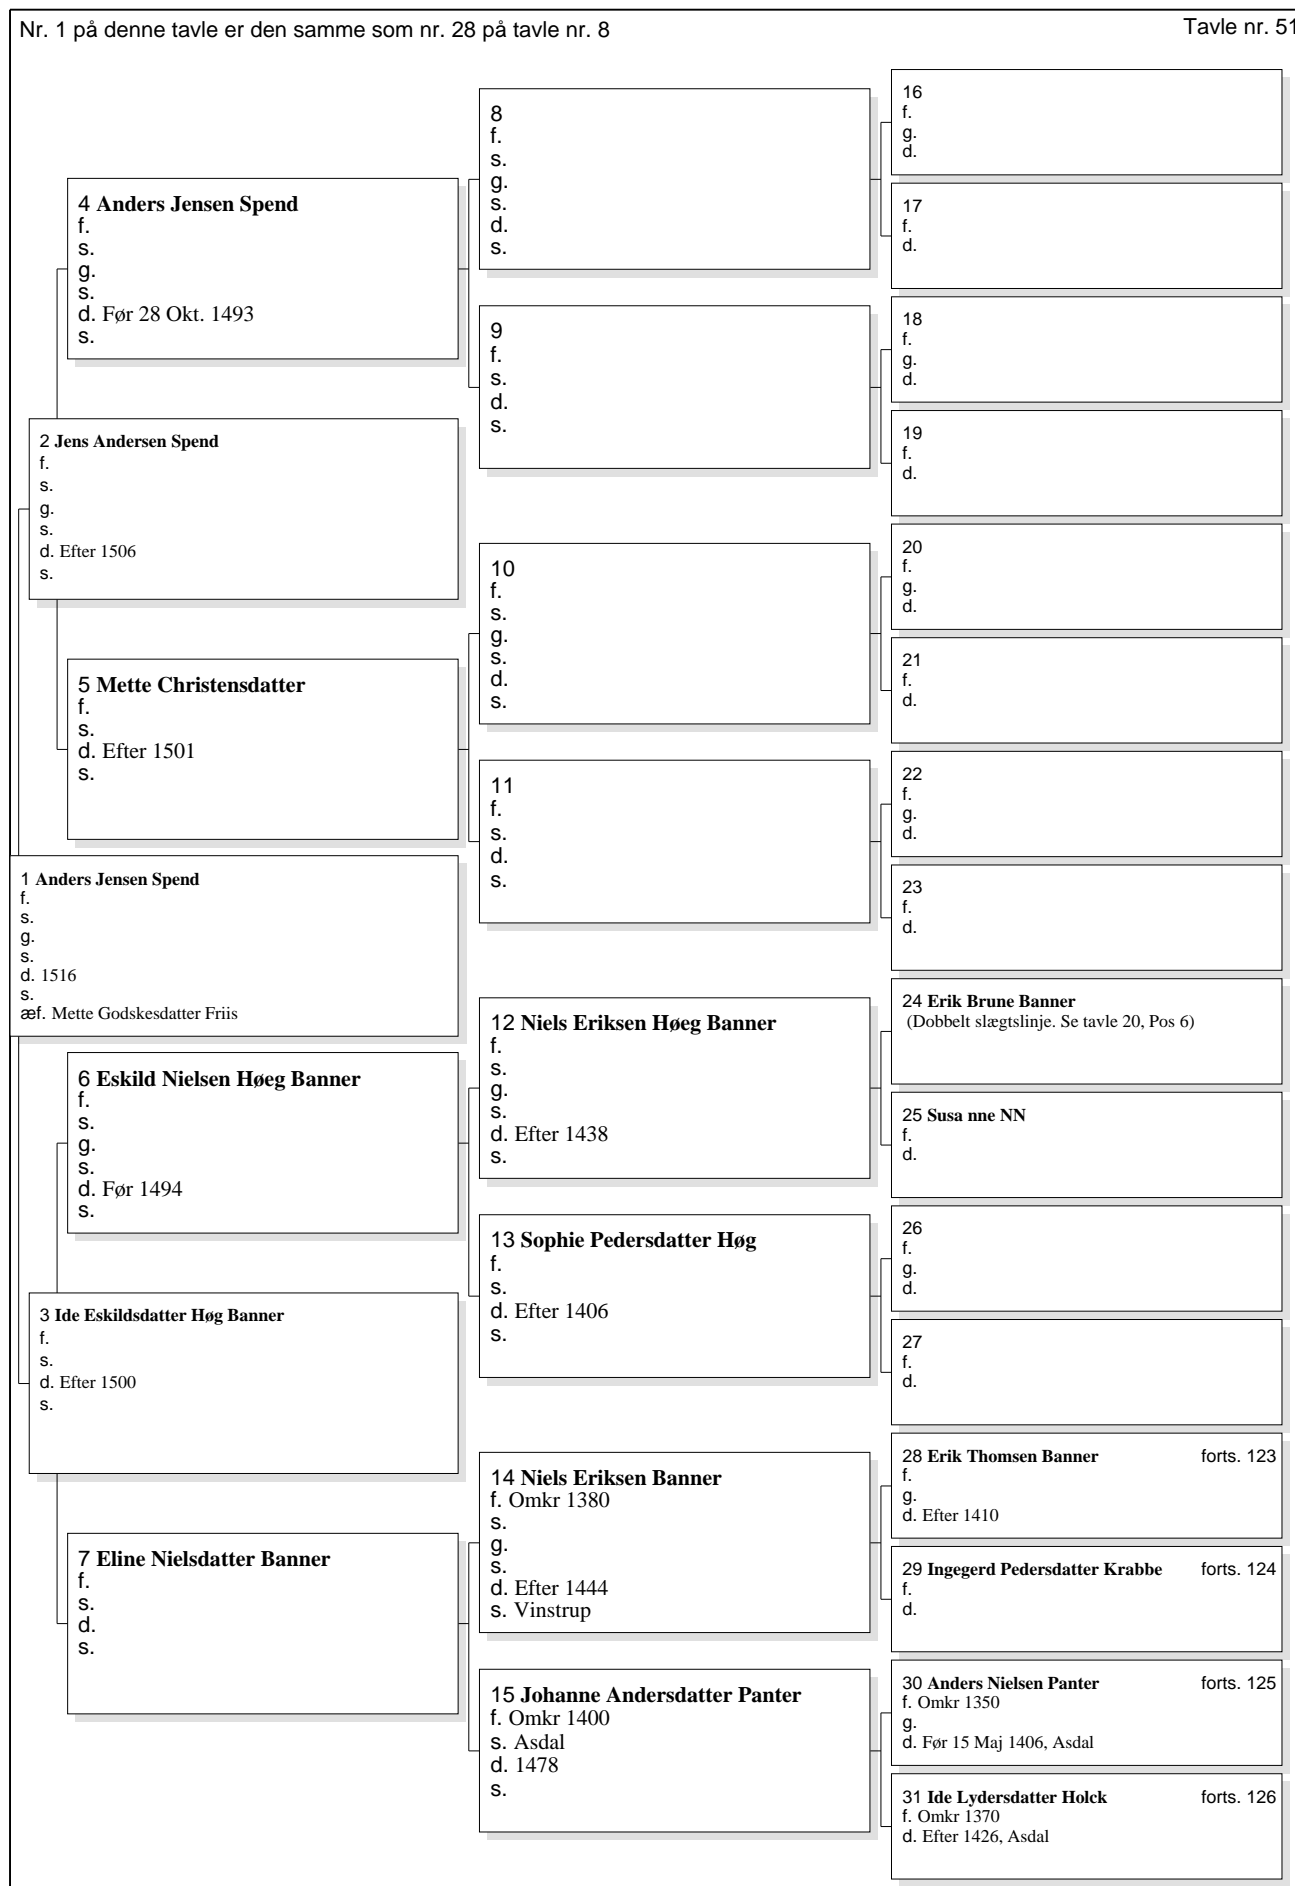 Nr. 1 på denne tavle er den samme som nr. 28 på tavle nr. 8
Tavle nr. 51
4 Anders Jensen Spend
f.
s.
g.
s.
d. Før 28 Okt. 1493
s.
2 Jens Andersen Spend
f.
s.
g.
s.
d. Efter 1506
s.
5 Mette Christensdatter
f.
s.
d. Efter 1501
s.
1 Anders Jensen Spend
f.
s.
g.
s.
d. 1516
s.
æf. Mette Godskesdatter Friis
6 Eskild Nielsen Høeg Banner
f.
s.
g.
s.
d. Før 1494
s.
3 Ide Eskildsdatter Høg Banner
f.
s.
d. Efter 1500
s.
7 Eline Nielsdatter Banner
f.
s.
d.
s.
8
f.
s.
g.
s.
d.
s.
9
f.
s.
d.
s.
10
f.
s.
g.
s.
d.
s.
11
f.
s.
d.
s.
12 Niels Eriksen Høeg Banner
f.
s.
g.
s.
d. Efter 1438
s.
13 Sophie Pedersdatter Høg
f.
s.
d. Efter 1406
s.
14 Niels Eriksen Banner
f. Omkr 1380
s.
g.
s.
d. Efter 1444
s. Vinstrup
15 Johanne Andersdatter Panter
f. Omkr 1400
s. Asdal
d. 1478
s.
16
f.
g.
d.
17
f.
d.
18
f.
g.
d.
19
f.
d.
20
f.
g.
d.
21
f.
d.
22
f.
g.
d.
23
f.
d.
24 Erik Brune Banner
(Dobbelt slægtslinje. Se tavle 20, Pos 6)
25 Susa nne NN
f.
d.
26
f.
g.
d.
27
f.
d.
28 Erik Thomsen Banner forts. 123
f.
g.
d. Efter 1410
29 Ingegerd Pedersdatter Krabbe forts. 124
f.
d.
30 Anders Nielsen Panter forts. 125
f. Omkr 1350
g.
d. Før 15 Maj 1406, Asdal
31 Ide Lydersdatter Holck forts. 126
f. Omkr 1370
d. Efter 1426, Asdal